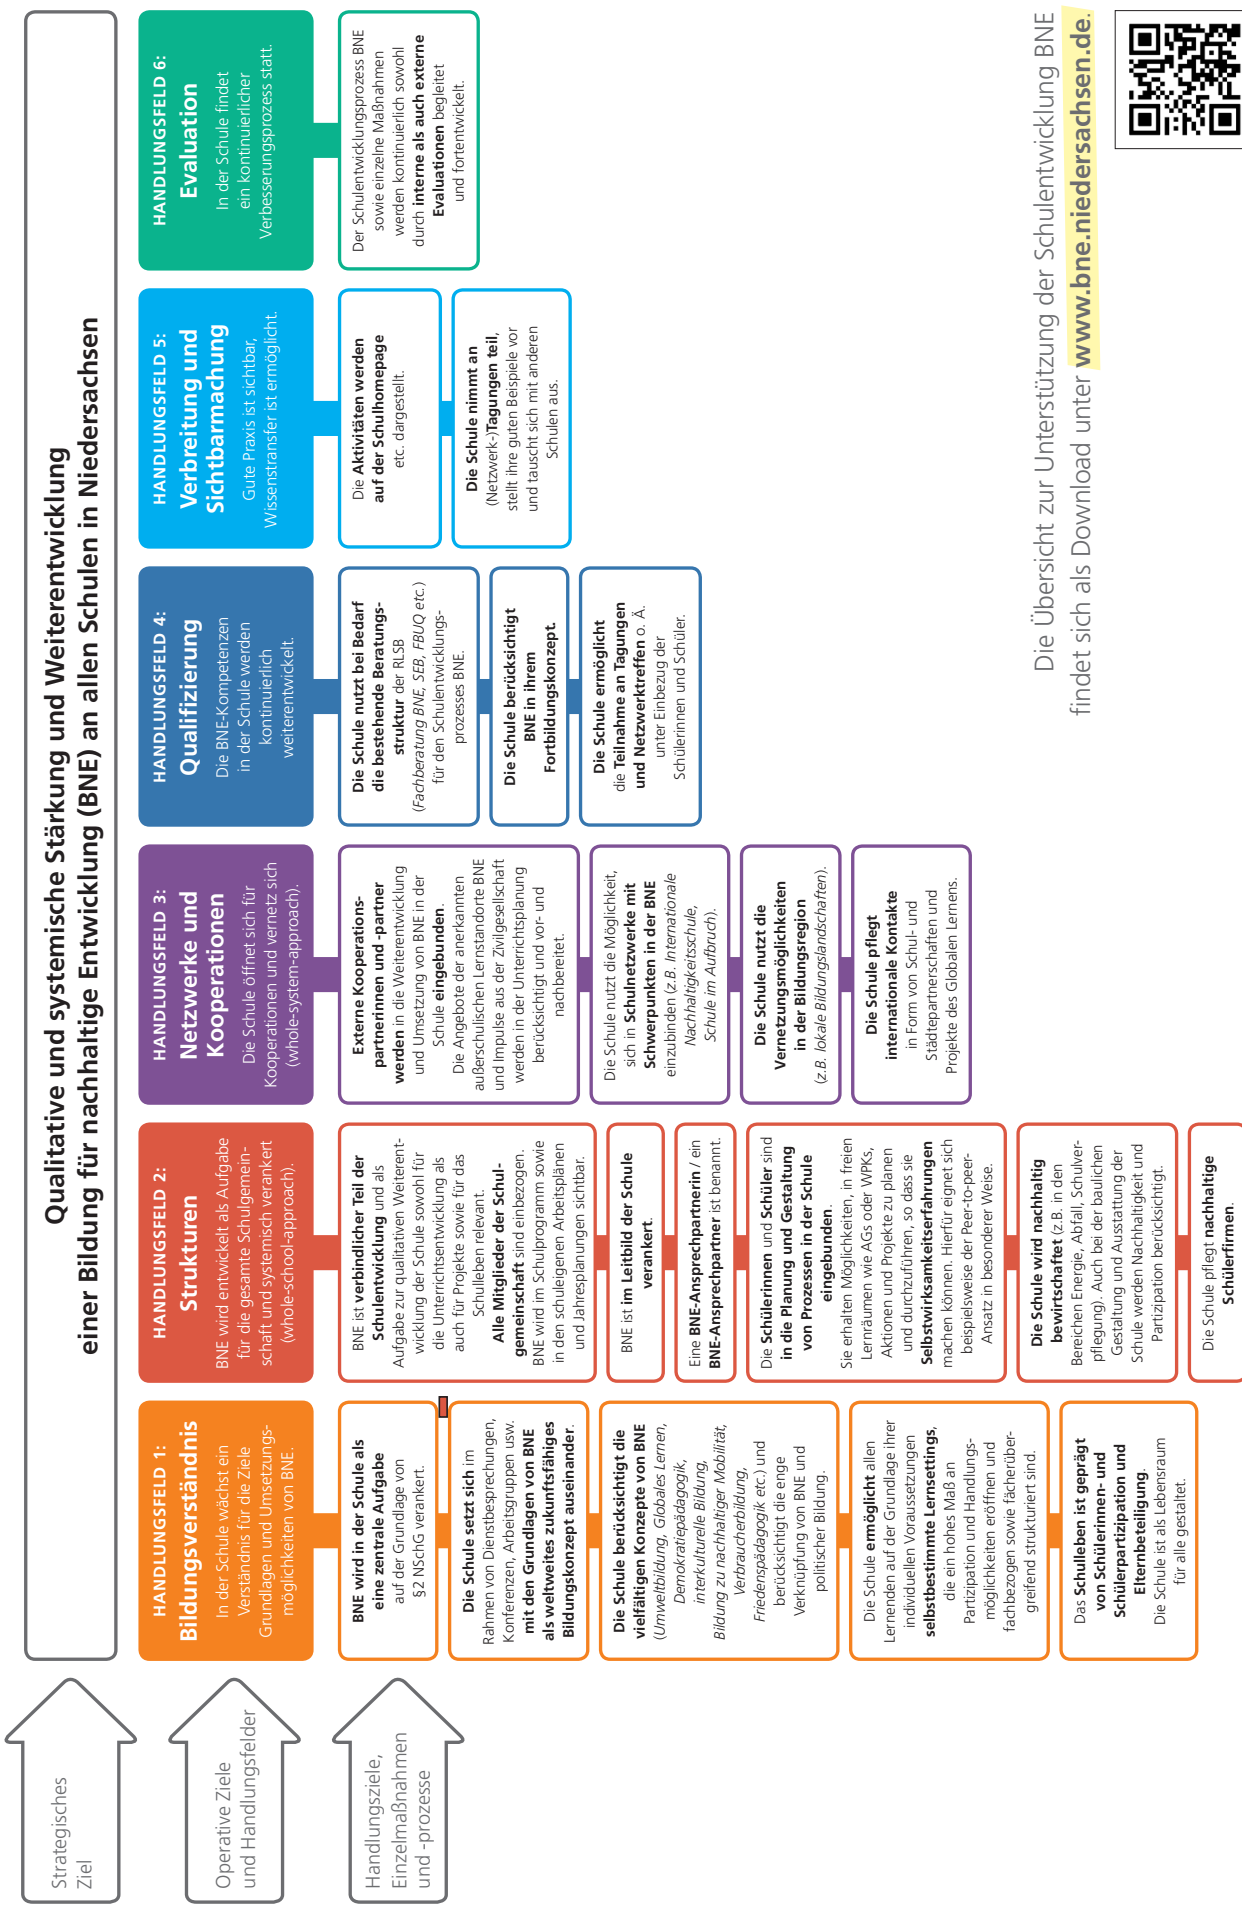 Qualitative und systemische Stärkung und Weiterentwicklung
einer Bildung für nachhaltige Entwicklung (BNE) an allen Schulen in Niedersachsen
Strategisches
Ziel
Operative Ziele
und Handlungsfelder
Handlungsziele,
Einzelmaßnahmen
und -prozesse
HANDLUNGSFELD 1:
Bildungsverständnis
In der Schule wächst ein
Verständnis für die Ziele
Grundlagen und Umsetzungs-
möglichkeiten von BNE.
BNE wird in der Schule als
eine zentrale Aufgabe
auf der Grundlage von
§2 NSchG verankert.
Die Schule setzt sich im
Rahmen von Dienstbesprechungen,
Konferenzen, Arbeitsgruppen usw.
mit den Grundlagen von BNE
als weltweites zukunftsfähiges
Bildungskonzept auseinander.
Die Schule berücksichtigt die
vielfältigen Konzepte von BNE
(Umweltbildung, Globales Lernen,
Demokratiepädagogik,
interkulturelle Bildung,
Bildung zu nachhaltiger Mobilität,
Verbraucherbildung,
Friedenspädagogik etc.) und
berücksichtigt die enge
Verknüpfung von BNE und
politischer Bildung.
Die Schule ermöglicht allen
Lernenden auf der Grundlage ihrer
individuellen Voraussetzungen
selbstbestimmte Lernsettings,
die ein hohes Maß an
Partizipation und Handlungs-
möglichkeiten eröffnen und
fachbezogen sowie fächerüber-
greifend strukturiert sind.
Das Schulleben ist geprägt
von Schülerinnen- und
Schülerpartizipation und
Elternbeteiligung.
Die Schule ist als Lebensraum
für alle gestaltet.
HANDLUNGSFELD 2:
Strukturen
BNE wird entwickelt als Aufgabe
für die gesamte Schulgemein-
schaft und systemisch verankert
(whole-school-approach).
BNE ist verbindlicher Teil der
Schulentwicklung und als
Aufgabe zur qualitativen Weiterent-
wicklung der Schule sowohl für
die Unterrichtsentwicklung als
auch für Projekte sowie für das
Schulleben relevant.
Alle Mitglieder der Schul-
gemeinschaft sind einbezogen.
BNE wird im Schulprogramm sowie
in den schuleigenen Arbeitsplänen
und Jahresplanungen sichtbar.
BNE ist im Leitbild der Schule
verankert.
Eine BNE-Ansprechpartnerin / ein
BNE-Ansprechpartner ist benannt.
Die Schülerinnen und Schüler sind
in die Planung und Gestaltung
von Prozessen in der Schule
eingebunden.
Sie erhalten Möglichkeiten, in freien
Lernräumen wie AGs oder WPKs,
Aktionen und Projekte zu planen
und durchzuführen, so dass sie
Selbstwirksamkeitserfahrungen
machen können. Hierfür eignet sich
beispielsweise der Peer-to-peer-
Ansatz in besonderer Weise.
Die Schule wird nachhaltig
bewirtschaftet (z.B. in den
Bereichen Energie, Abfall, Schulver-
pflegung). Auch bei der baulichen
Gestaltung und Ausstattung der
Schule werden Nachhaltigkeit und
Partizipation berücksichtigt.
Die Schule pflegt nachhaltige
Schülerfirmen.
HANDLUNGSFELD 3:
Netzwerke und
Kooperationen
Die Schule öffnet sich für
Kooperationen und vernetz sich
(whole-system-approach).
Externe Kooperations-
partnerinnen und -partner
werden in die Weiterentwicklung
und Umsetzung von BNE in der
Schule eingebunden.
Die Angebote der anerkannten
außerschulischen Lernstandorte BNE
und Impulse aus der Zivilgesellschaft
werden in der Unterrichtsplanung
berücksichtigt und vor- und
nachbereitet.
Die Schule nutzt die Möglichkeit,
sich in Schulnetzwerke mit
Schwerpunkten in der BNE
einzubinden (z.B. Internationale
Nachhaltigkeitsschule,
Schule im Aufbruch).
Die Schule nutzt die
Vernetzungsmöglichkeiten
in der Bildungsregion
(z.B. lokale Bildungslandschaften).
Die Schule pflegt
internationale Kontakte
in Form von Schul- und
Städtepartnerschaften und
Projekte des Globalen Lernens.
HANDLUNGSFELD 4:
Qualifizierung
Die BNE-Kompetenzen
in der Schule werden
kontinuierlich
weiterentwickelt.
Die Schule nutzt bei Bedarf
die bestehende Beratungs-
struktur der RLSB
(Fachberatung BNE, SEB, FBUQ etc.)
für den Schulentwicklungs-
prozesses BNE.
Die Schule berücksichtigt
BNE in ihrem
Fortbildungskonzept.
Die Schule ermöglicht
die Teilnahme an Tagungen
und Netzwerktreffen o. Ä.
unter Einbezug der
Schülerinnen und Schüler.
HANDLUNGSFELD 5:
Verbreitung und
Sichtbarmachung
Gute Praxis ist sichtbar,
Wissenstransfer ist ermöglicht.
Die Aktivitäten werden
auf der Schulhomepage
etc. dargestellt.
Die Schule nimmt an
(Netzwerk-)Tagungen teil,
stellt ihre guten Beispiele vor
und tauscht sich mit anderen
Schulen aus.
HANDLUNGSFELD 6:
Evaluation
In der Schule findet
ein kontinuierlicher
Verbesserungsprozess statt.
Der Schulentwicklungsprozess BNE
sowie einzelne Maßnahmen
werden kontinuierlich sowohl
durch interne als auch externe
Evaluationen begleitet
und fortentwickelt.
Die Übersicht zur Unterstützung der Schulentwicklung BNE
findet sich als Download unter www.bne.niedersachsen.de.